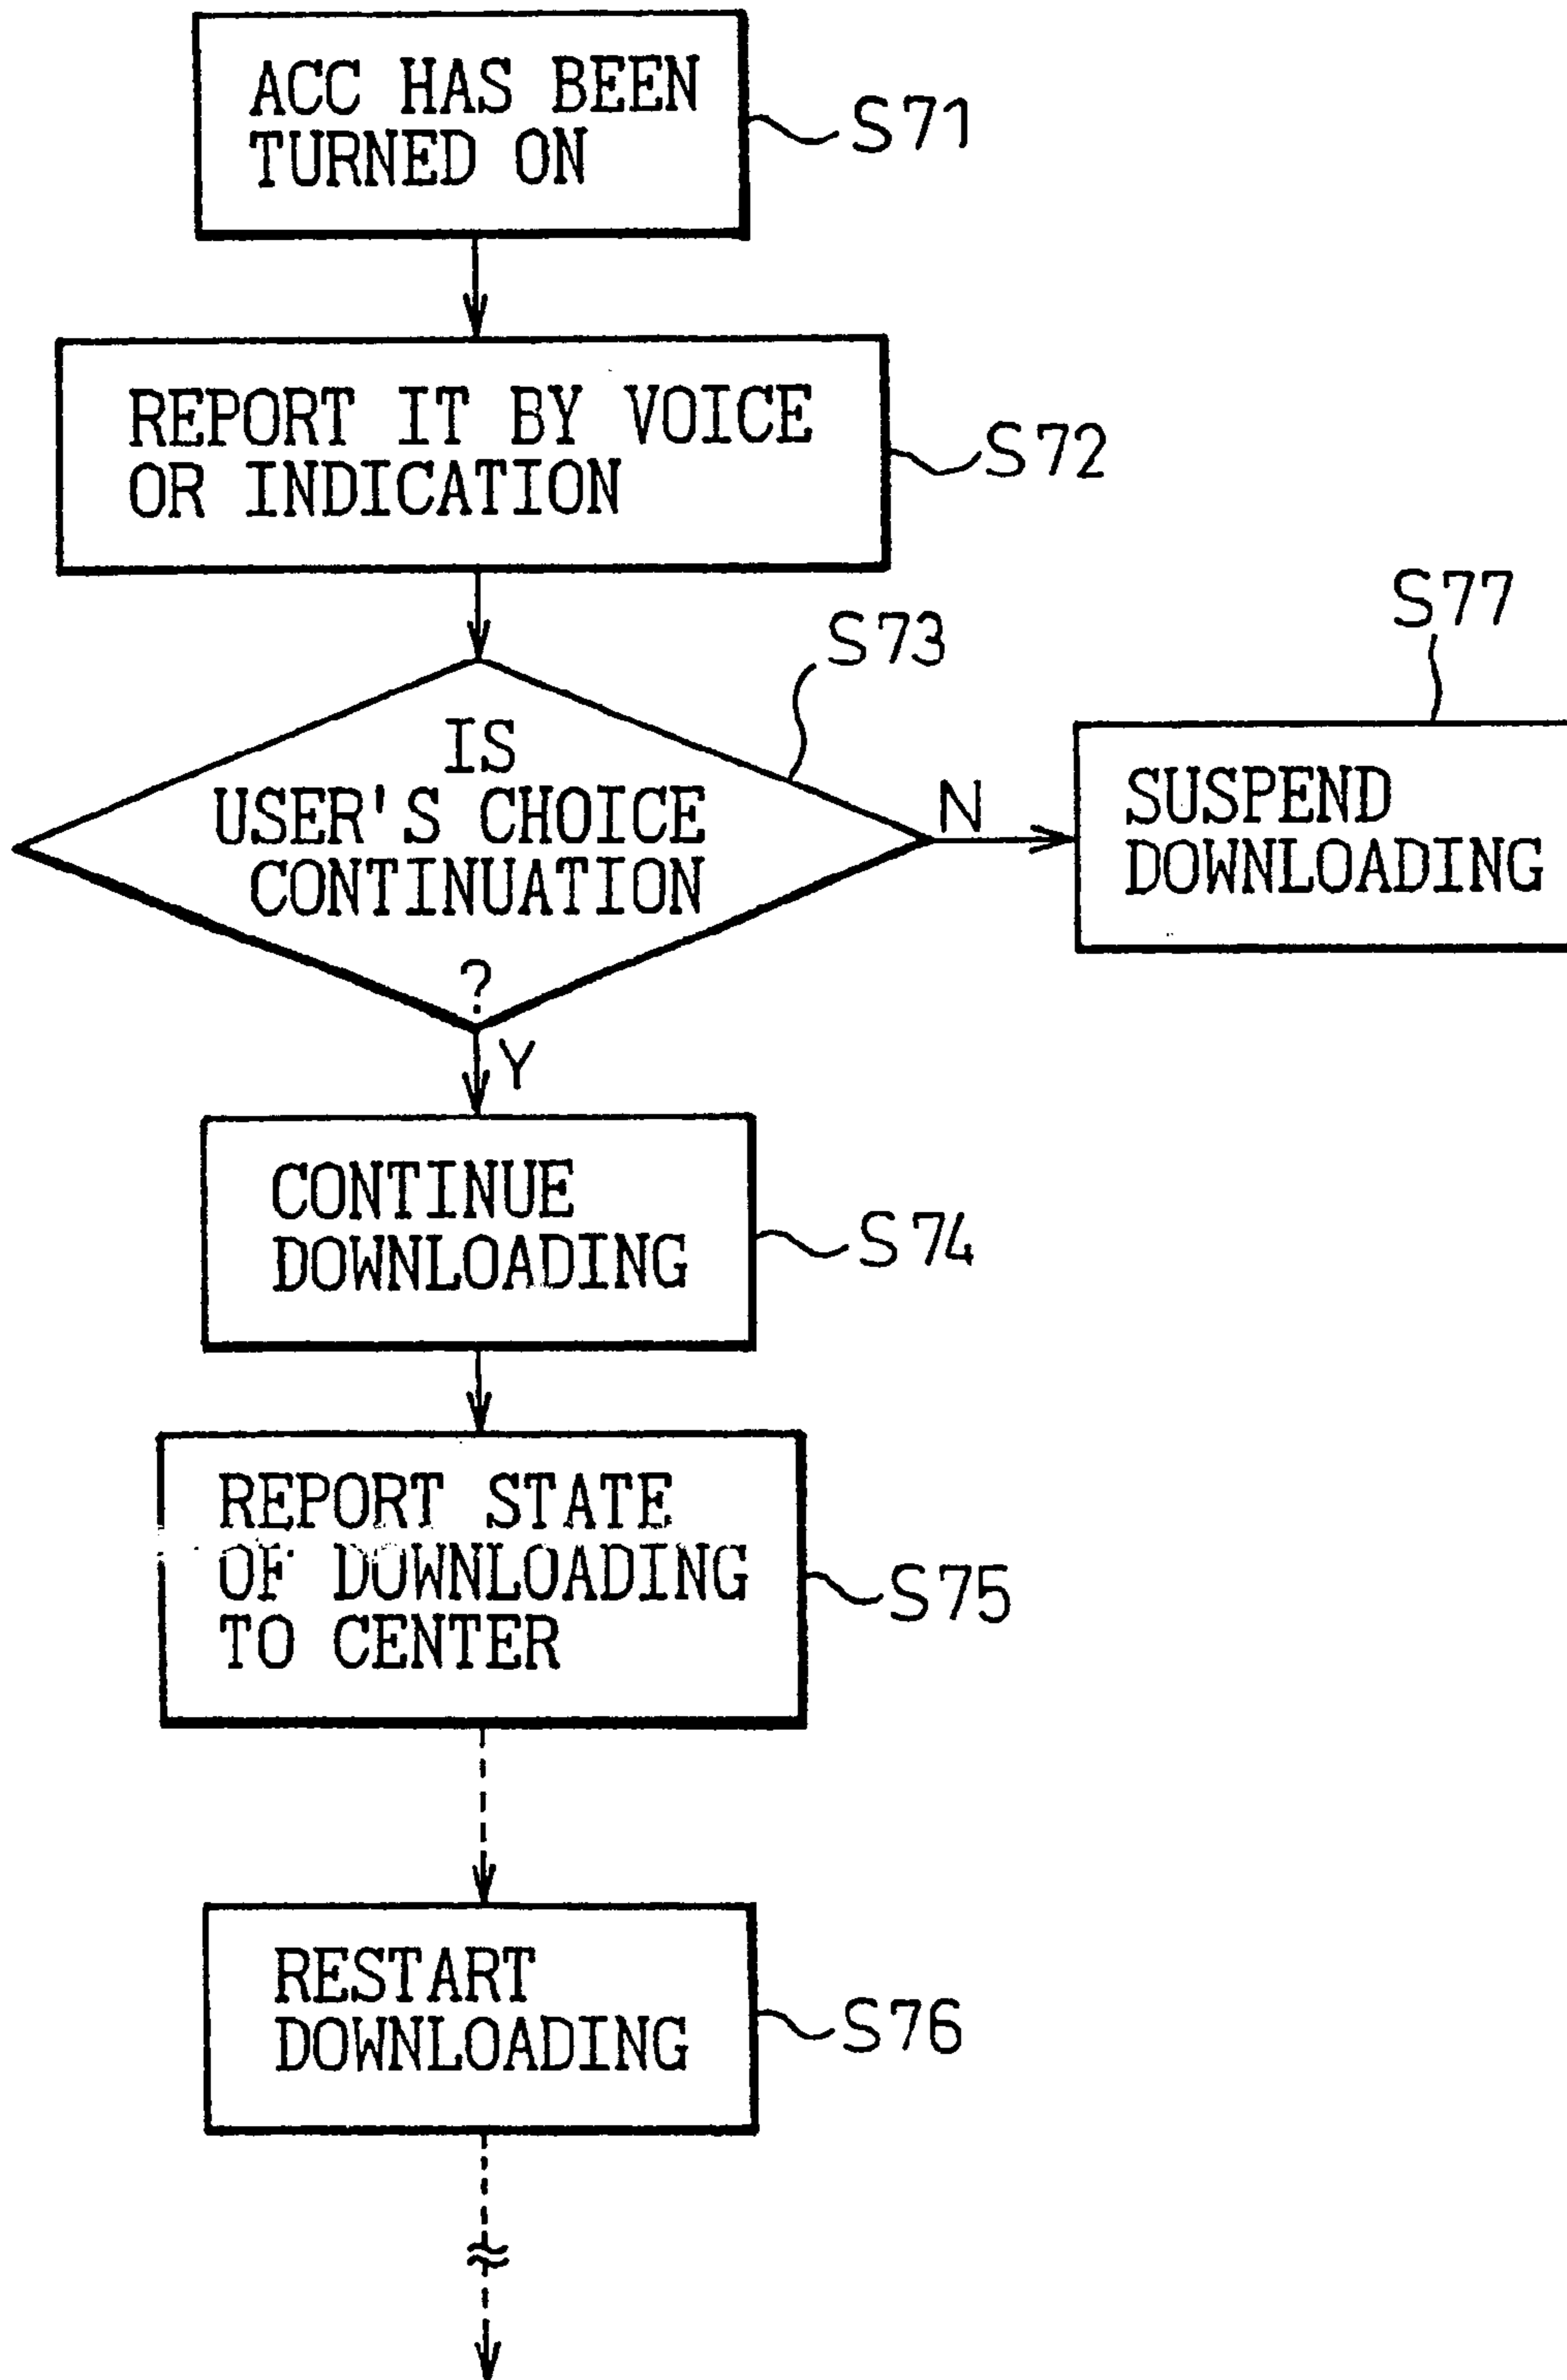 ACC HAS BEEN
TURNED ON
S71
REPORT IT BY VOICE
OR INDICATION
S72
S73
IS
USER'S CHOICE
CONTINUATION
?
N
S77
SUSPEND
DOWNLOADING
Y
CONTINUE
DOWNLOADING
S74
REPORT STATE
OF DOWNLOADING
TO CENTER
S75
RESTART
DOWNLOADING
S76